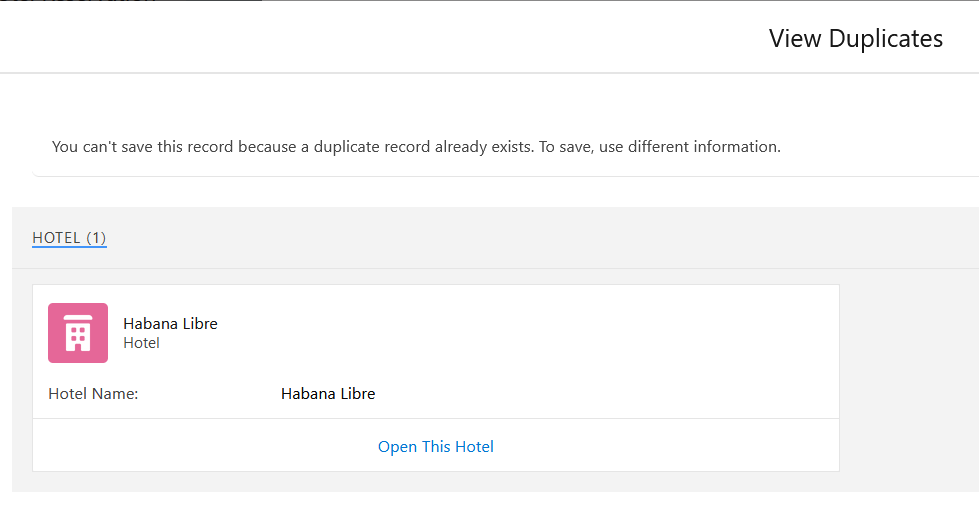 View Duplicates
You can't save this record because a duplicate record already exists. To save, use different information.
HOTEL (1)
Habana Libre
Hotel
Hotel Name: Habana Libre
Open This Hotel